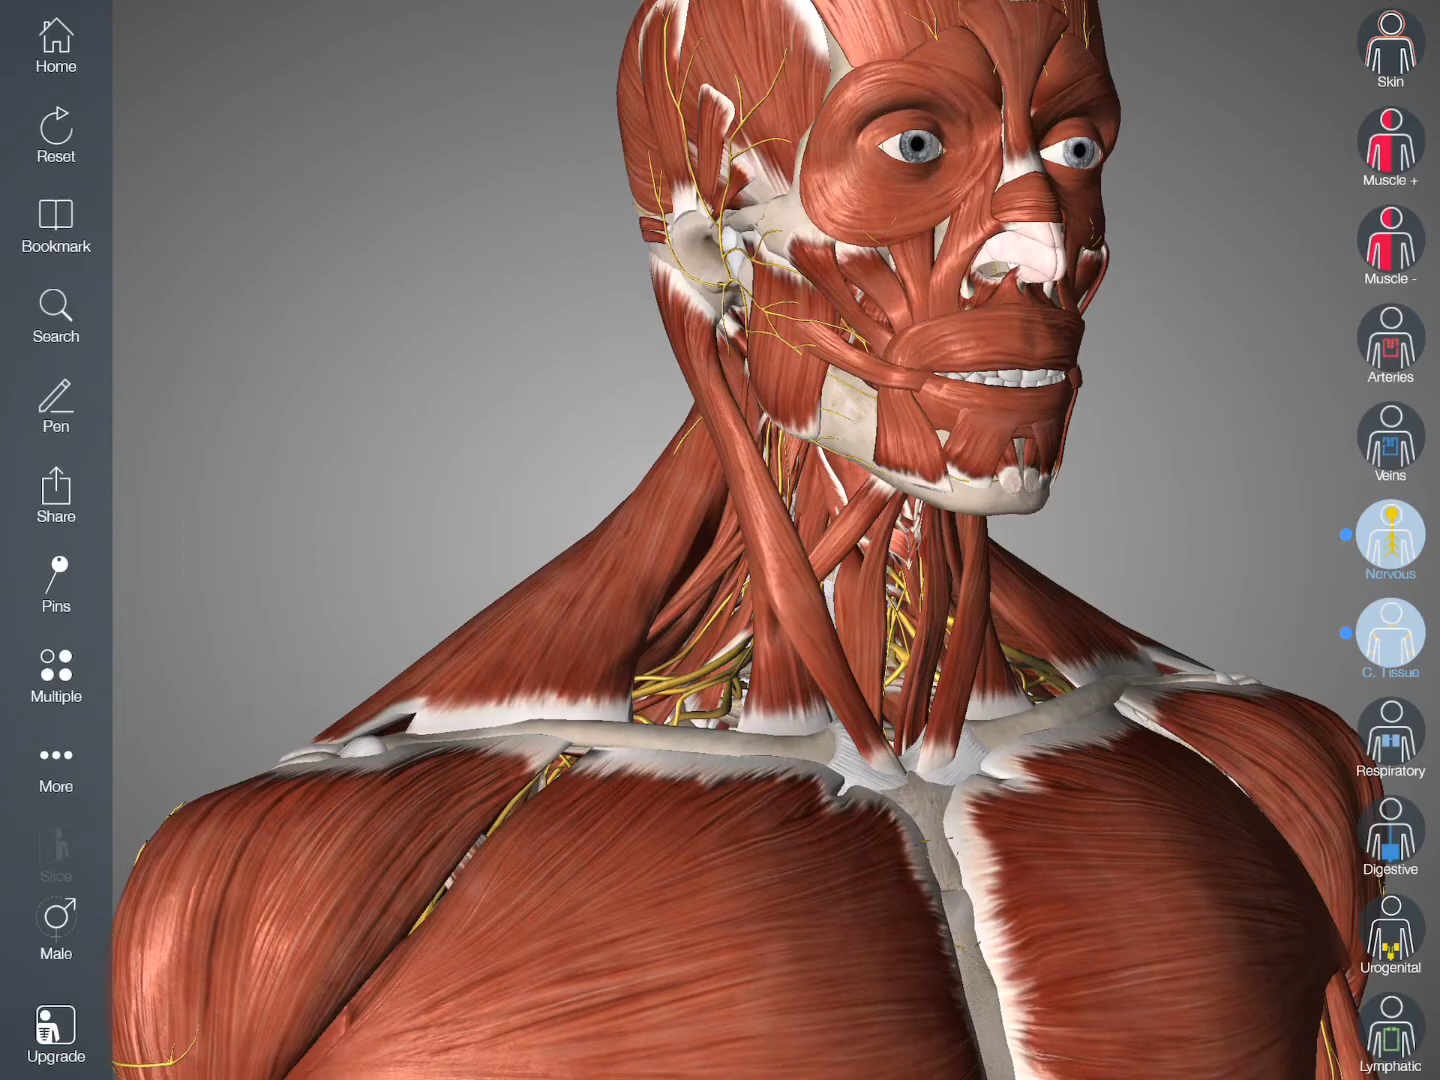 Home
Reset
Bookmark
Search
Pen
Share
Pins
Multiple
More
Slice
Male
Upgrade
Skin
Muscle +
Muscle -
Arteries
Veins
Nervous
C. Tissue
Respiratory
Digestive
Urogenital
Lymphatic